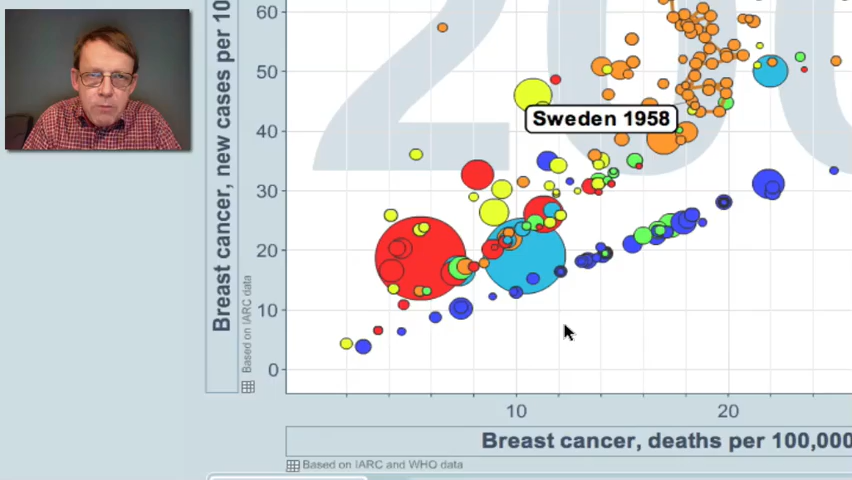 Breast cancer, new cases per 10
Based on IARC data
60
50
40
30
20
10
0
200
Sweden 1958
10
20
Breast cancer, deaths per 100,000
Based on IARC and WHO data